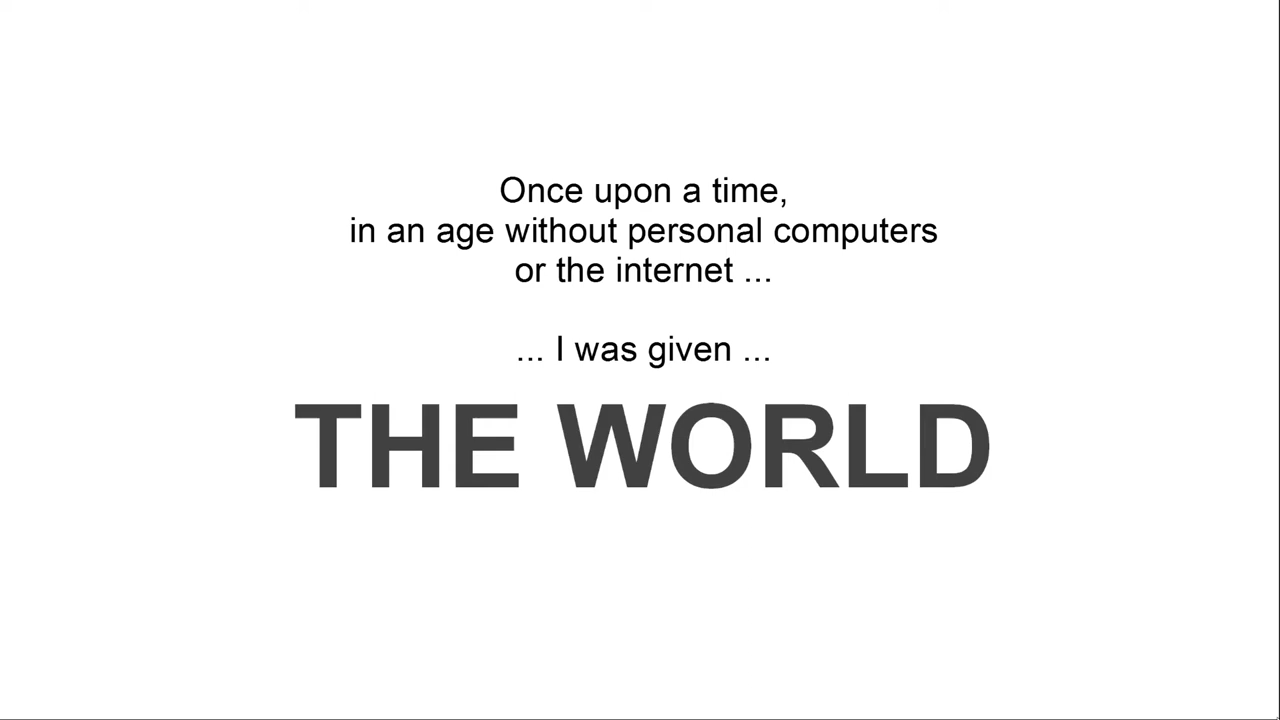 Once upon a time,
in an age without personal computers
or the internet ...
... I was given ...
THE WORLD